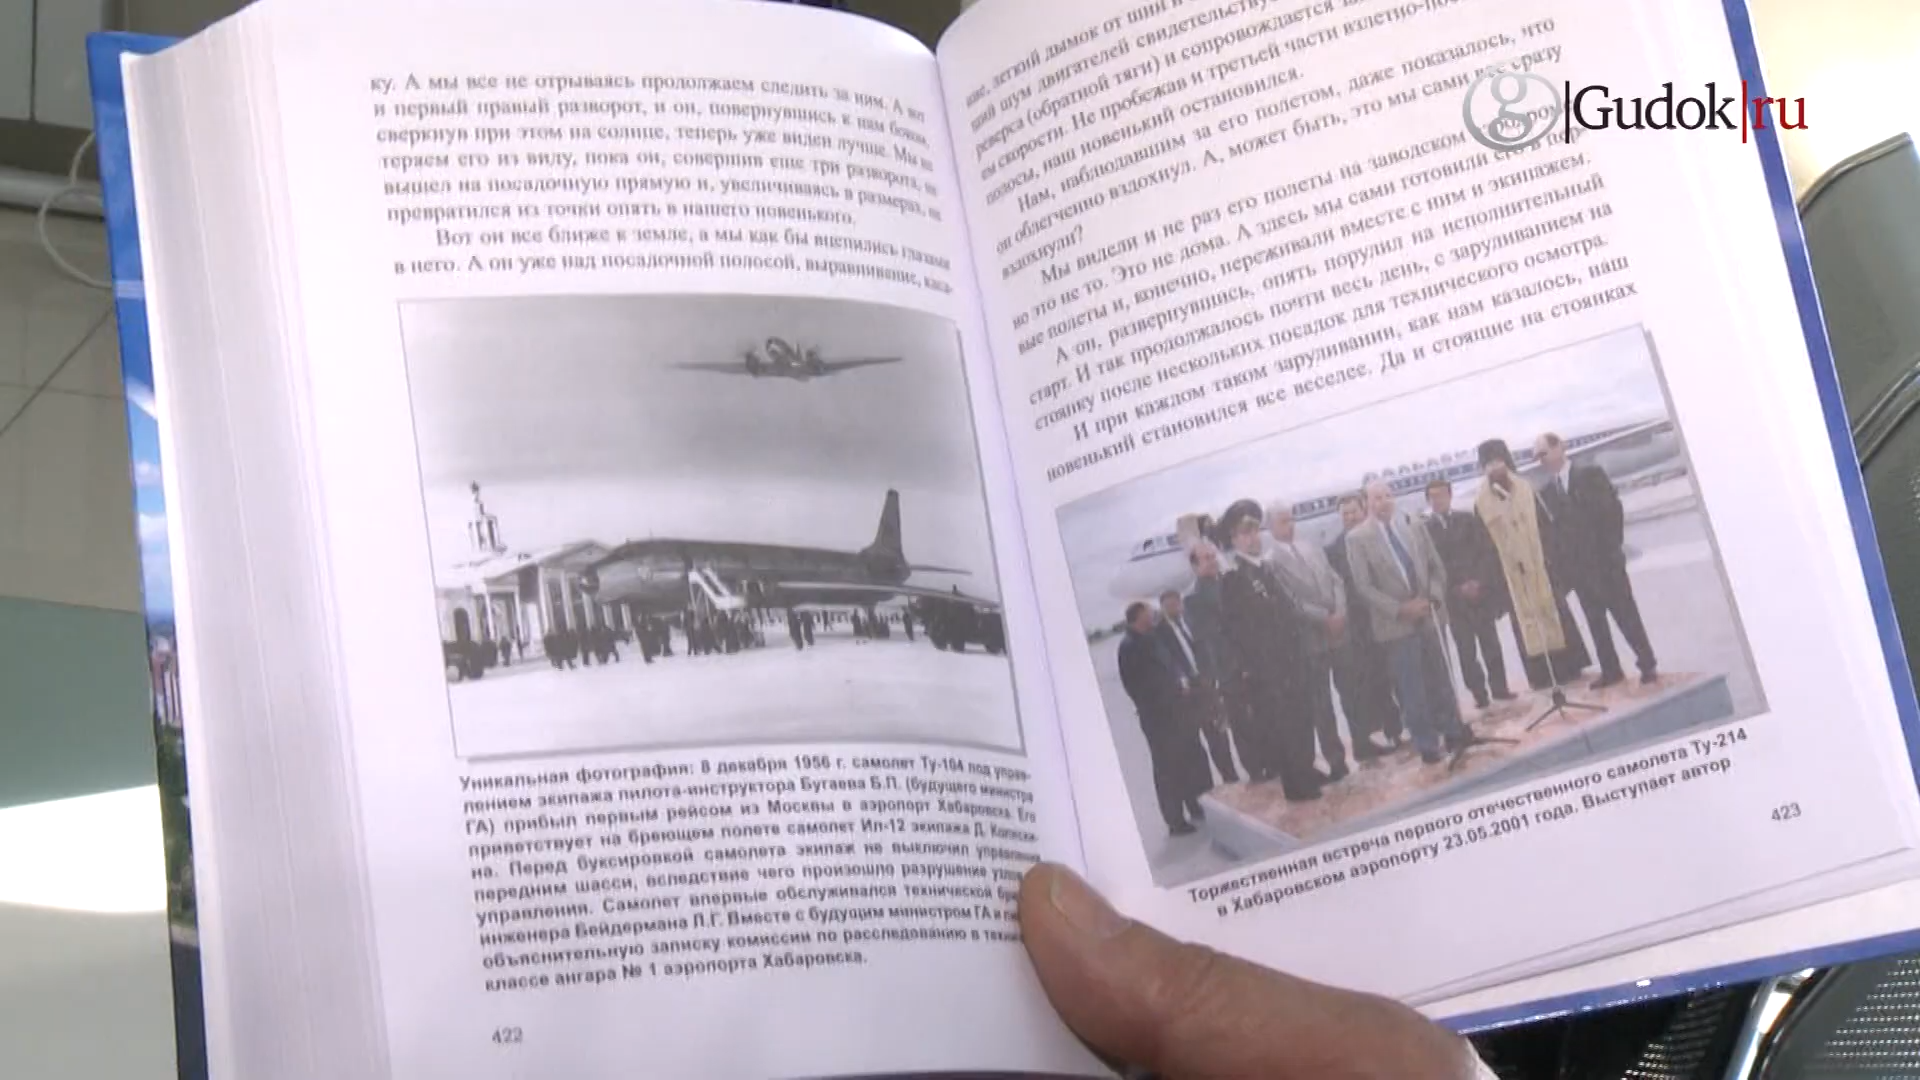 ку. А мы все не отрываясь продолжаем следить за ним. А вот
и первый правый разворот, и он, повернувшись к нам боком,
сверкнув при этом на солнце, теперь уже виден лучше. Мы не
теряем его из виду, пока он, совершив еще три разворота, не
вышел на посадочную прямую и, увеличиваясь в размерах, не
превратился из точки опять в нашего новенького.
Вот он все ближе к земле, а мы как бы вцепились глазами
в него. А он уже над посадочной полосой, выравнивание, каса-
Уникальная фотография: 8 декабря 1956 г. самолет Ту-104 под управ-
лением экипажа пилота-инструктора Бугаева Б.П. (будущего министра
ГА) прибыл первым рейсом из Москвы в аэропорт Хабаровска. Его
приветствует на бреющем полете самолет Ил-12 экипажа Д.
на. Перед буксировкой самолета экипаж не выключил управление
передним шасси, вследствие чего произошло разрушение узлов
управления. Самолет впервые обслуживался технической
инженера Бейдермана Л.Г. Вместе с будущим министром ГА
объяснительную записку комиссии по расследованию в
классе ангара № 1 аэропорта Хабаровска.
422
ние, легкий дымок от шин
шум двигателей
реверса (обратной тяги) и сопровождается
скорости. Не пробежав и третьей части взлетно-
полосы, наш новенький остановился.
Нам, наблюдавшим за его полетом, даже показалось, что
он облегченно вздохнул. А, может быть, это мы сами все сразу
вздохнули?
Мы видели и не раз его полеты на заводском
но это не то. Это не дома. А здесь мы сами готовили его в пер-
вые полеты и, конечно, переживали вместе с ним и экипажем.
А он, развернувшись, опять порулил на исполнительный
старт. И так продолжалось почти весь день, с заруливанием на
стоянку после нескольких посадок для технического осмотра.
И при каждом таком заруливании, как нам казалось, наш
новенький становился все веселее. Да и стоящие на стоянках
Торжественная встреча первого отечественного самолета Ту-214
в Хабаровском аэропорту 23.05.2001 года. Выступает автор
423
g|Gudok|ru